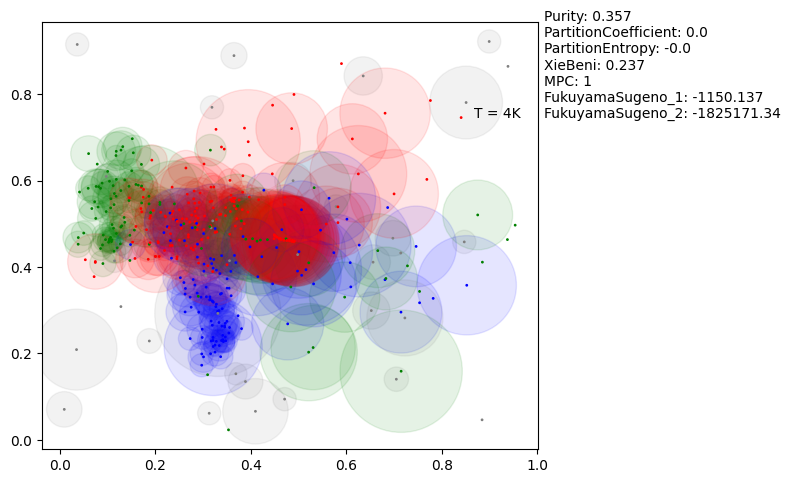 Purity: 0.357
PartitionCoefficient: 0.0
PartitionEntropy: -0.0
XieBeni: 0.237
MPC: 1
FukuyamaSugeno_1: -1150.137
FukuyamaSugeno_2: -1825171.34
T = 4K
0.8
0.6
0.4
0.2
0.0
0.0 0.2 0.4 0.6 0.8 1.0